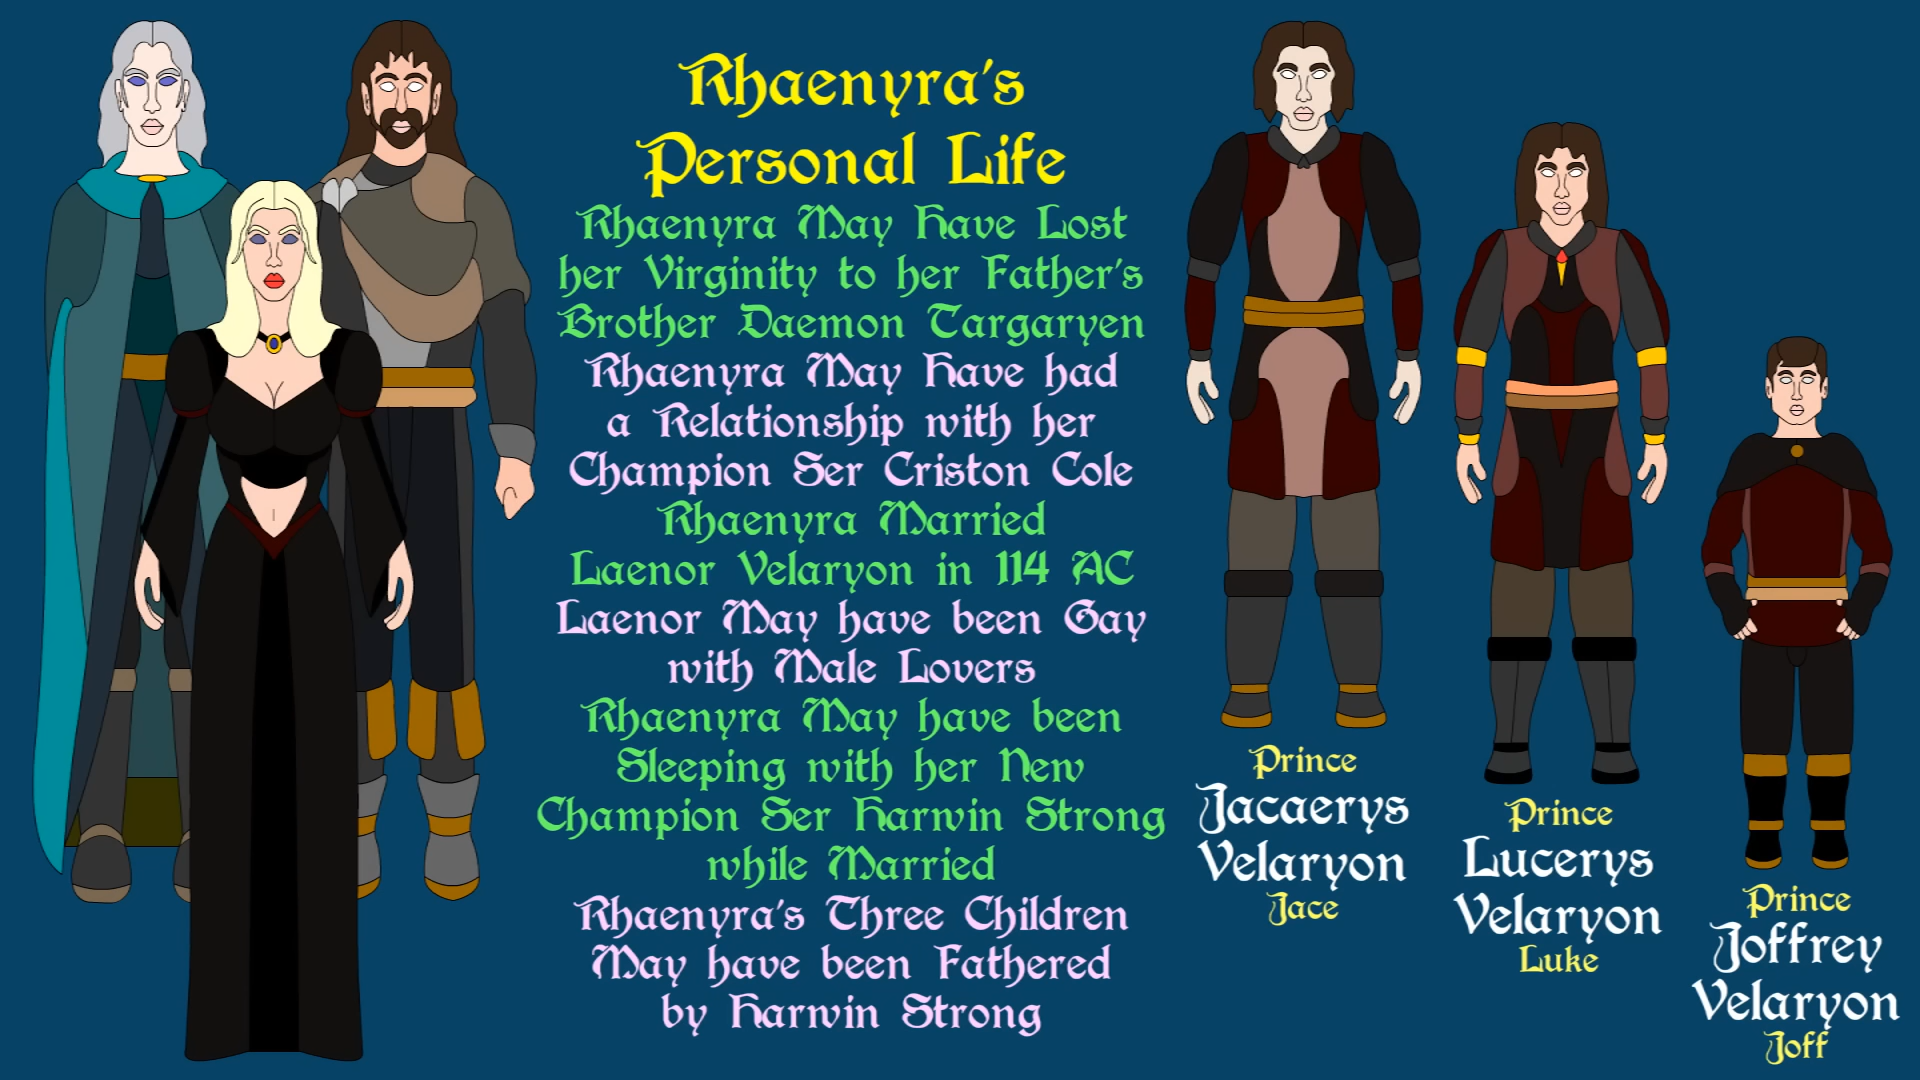 Rhaenyra's
Personal Life
Rhaenyra May Have Lost
her Virginity to her Father's
Brother Daemon Targaryen
Rhaenyra May Have had
a Relationship with her
Champion Ser Criston Cole
Rhaenyra Married
Laenor Velaryon in 114 AC
Laenor May have been Gay
with Male Lovers
Rhaenyra May have been
Sleeping with her New
Champion Ser Harwin Strong
while Married
Rhaenyra's Three Children
May have been Fathered
by Harwin Strong
Prince
Jacaerys
Velaryon
Jace
Prince
Lucerys
Velaryon
Luke
Prince
Joffrey
Velaryon
Joff